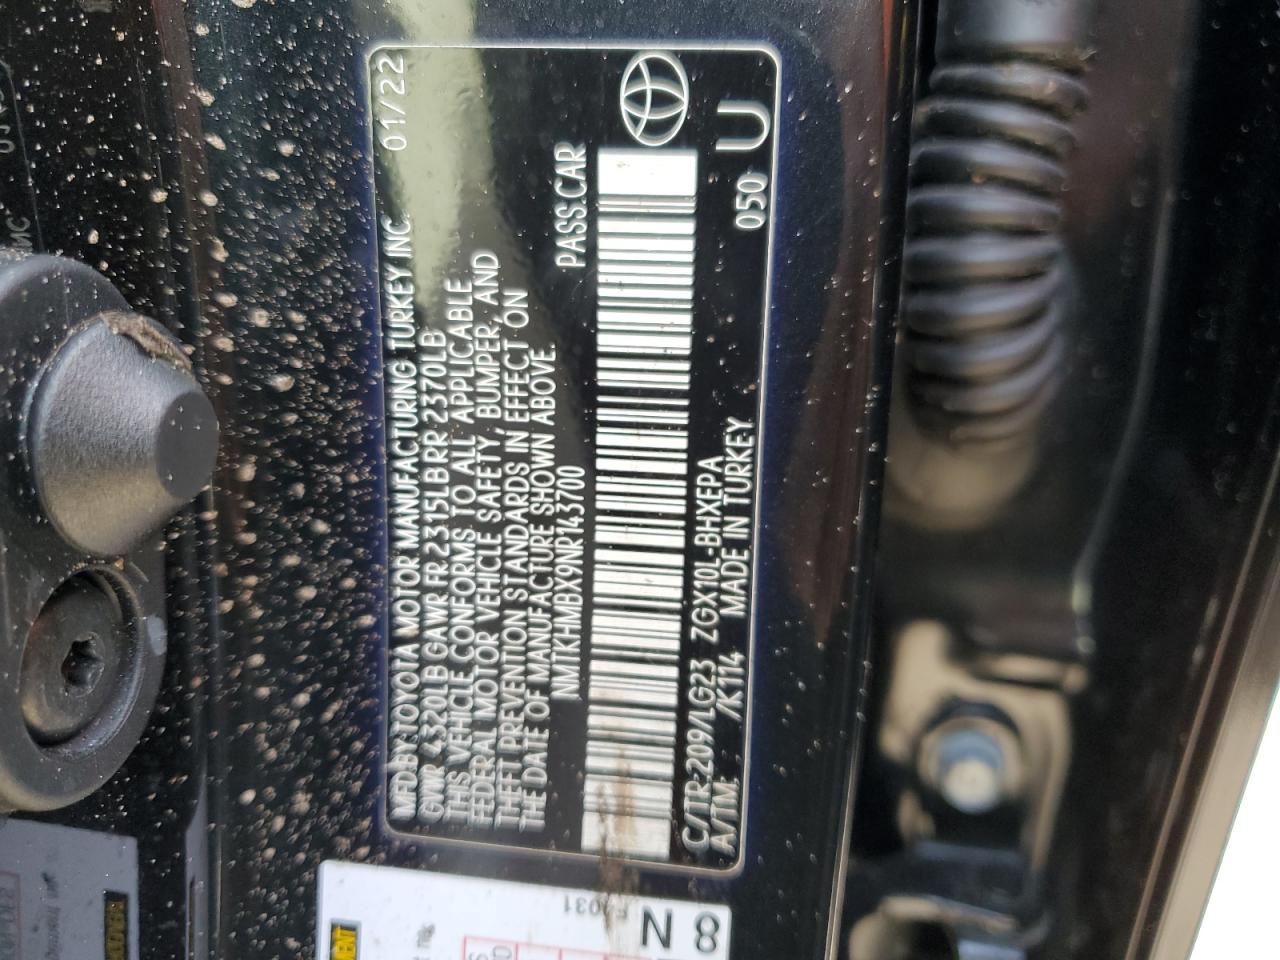 MFD.BY:TOYOTA MOTOR MANUFACTURING TURKEY INC. 01/22
GVWR 4320LB GAWR FR 2315LB RR 2370LB
THIS VEHICLE CONFORMS TO ALL APPLICABLE
FEDERAL MOTOR VEHICLE SAFETY, BUMPER, AND
THEFT PREVENTION STANDARDS IN EFFECT ON
THE DATE OF MANUFACTURE SHOWN ABOVE.
NMTKHMBX9NR143700 PASS.CAR
C/TR:209/LG23 ZGX10L-BHXEPA U
A/TM: /K114 MADE IN TURKEY 050
8
N